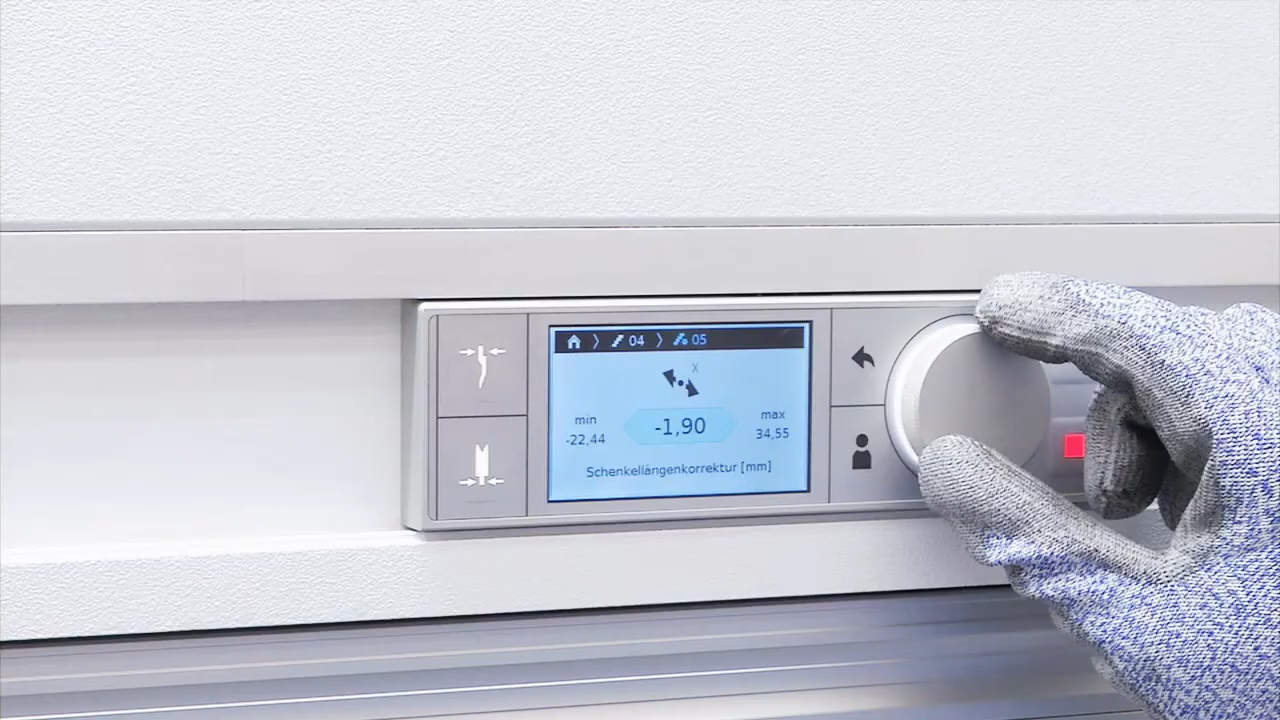 04 05
X
min
-22,44
-1,90
max
34,55
Schenkellängenkorrektur [mm]